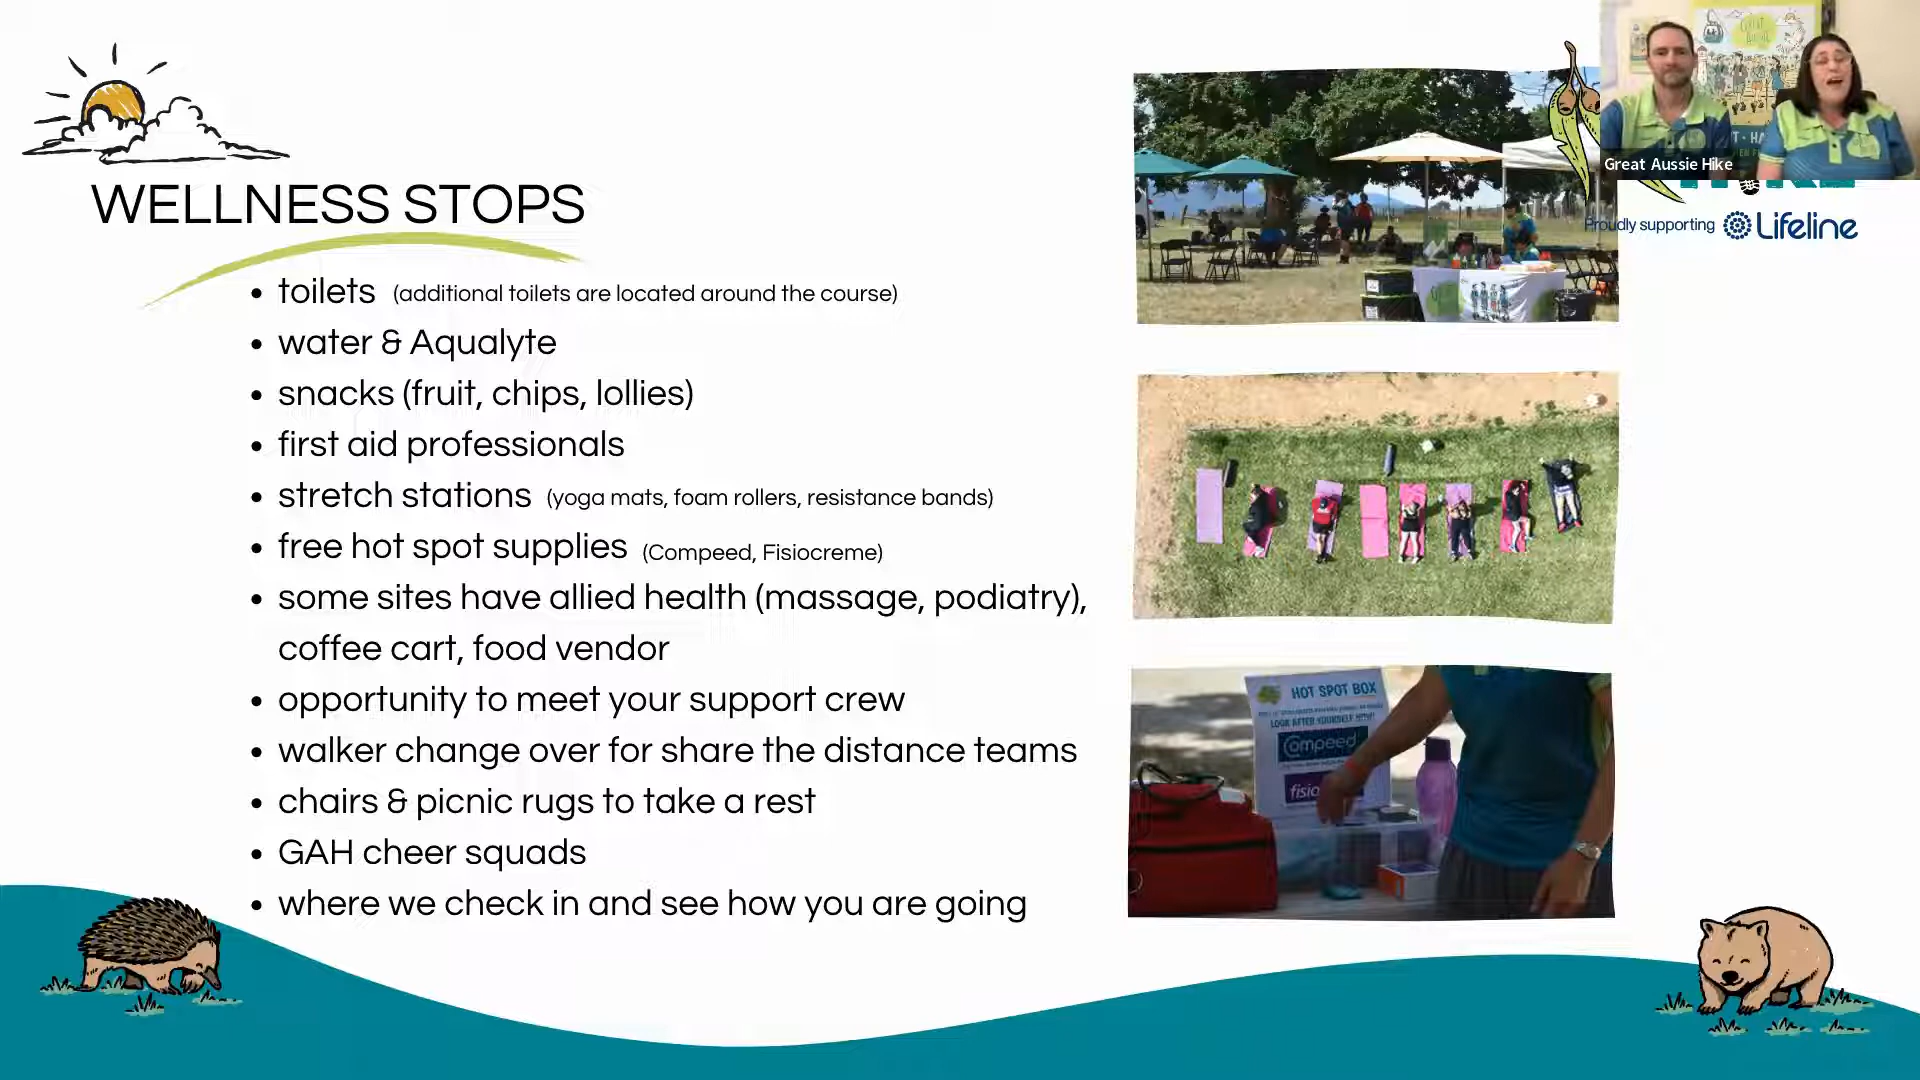 WELLNESS STOPS
• toilets (additional toilets are located around the course)
• water & Aqualyte
• snacks (fruit, chips, lollies)
• first aid professionals
• stretch stations (yoga mats, foam rollers, resistance bands)
• free hot spot supplies (Compeed, Fisiocreme)
• some sites have allied health (massage, podiatry),
coffee cart, food vendor
• opportunity to meet your support crew
• walker change over for share the distance teams
• chairs & picnic rugs to take a rest
• GAH cheer squads
• where we check in and see how you are going
Great Aussie Hike
Proudly supporting Lifeline
HOT SPOT BOX
LOOK AFTER YOURSELF
Compeed